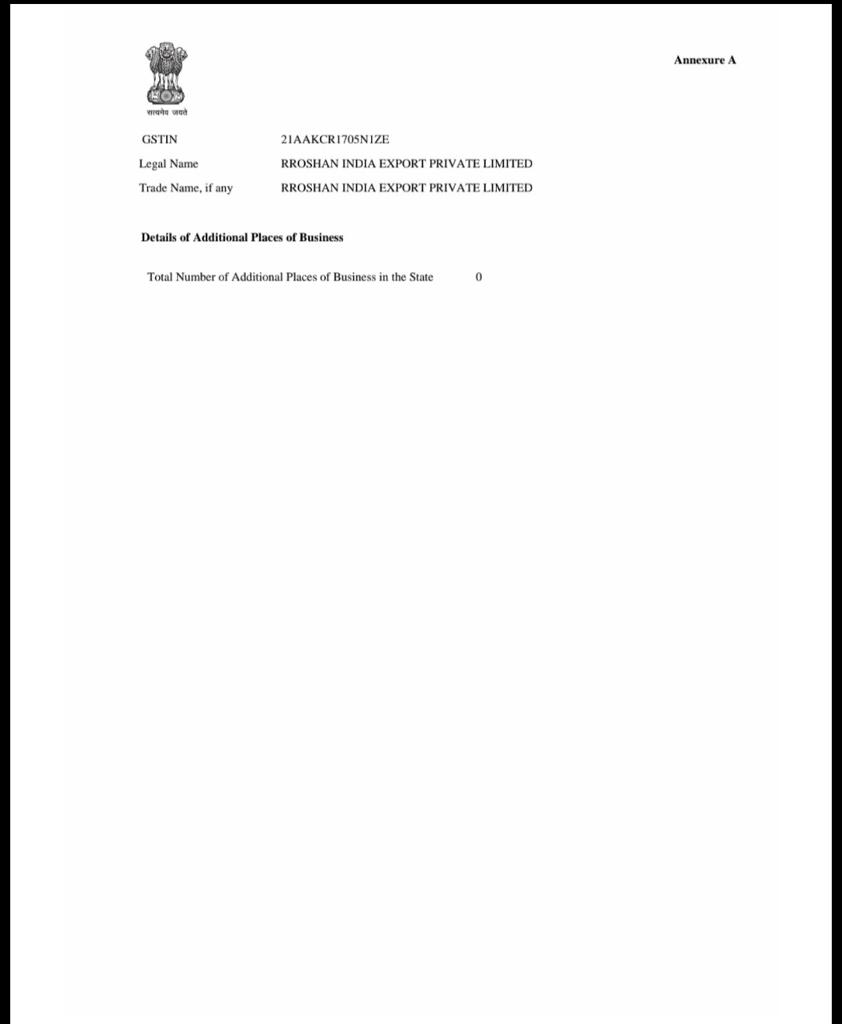 Annexure A
सत्यमेव जयते
GSTIN 21AAKCR1705N1ZE
Legal Name RROSHAN INDIA EXPORT PRIVATE LIMITED
Trade Name, if any RROSHAN INDIA EXPORT PRIVATE LIMITED
Details of Additional Places of Business
Total Number of Additional Places of Business in the State 0